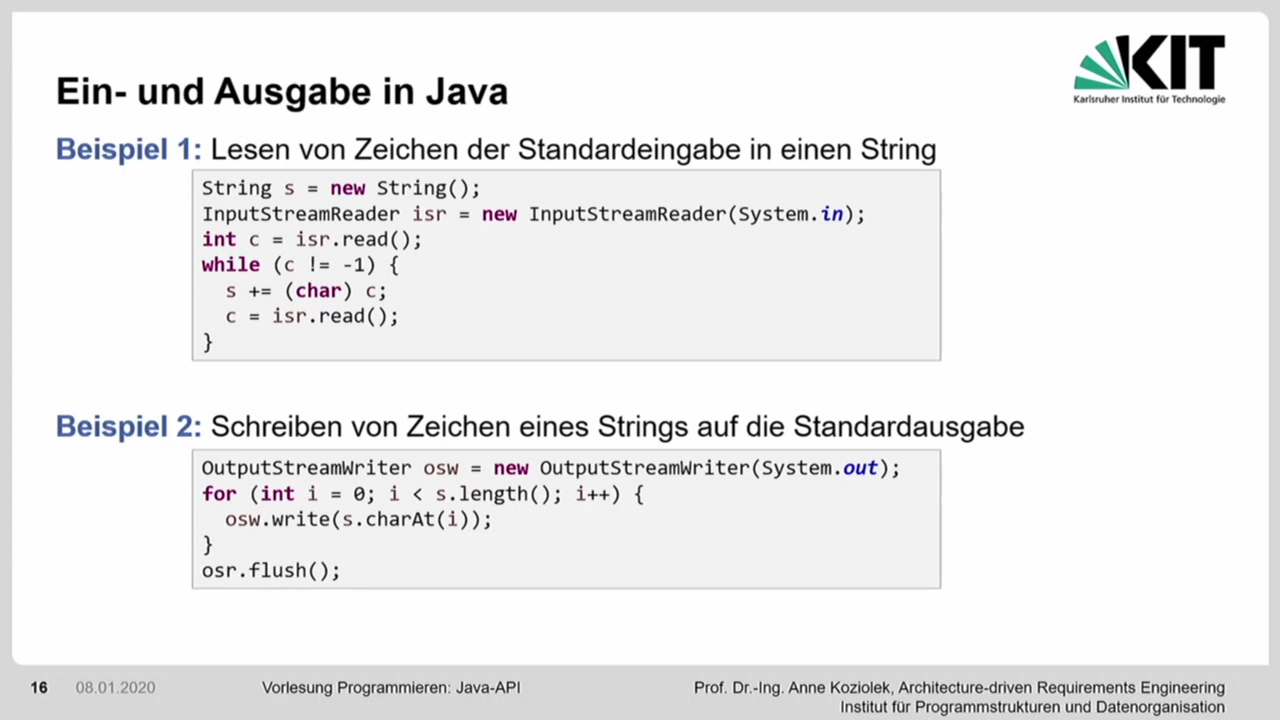 KIT
Karlsruher Institut für Technologie
Ein- und Ausgabe in Java
Beispiel 1: Lesen von Zeichen der Standardeingabe in einen String
String s = new String();
InputStreamReader isr = new InputStreamReader(System.in);
int c = isr.read();
while (c != -1) {
  s += (char) c;
  c = isr.read();
}
Beispiel 2: Schreiben von Zeichen eines Strings auf die Standardausgabe
OutputStreamWriter osw = new OutputStreamWriter(System.out);
for (int i = 0; i < s.length(); i++) {
  osw.write(s.charAt(i));
}
osr.flush();
16 08.01.2020 Vorlesung Programmieren: Java-API Prof. Dr.-Ing. Anne Koziolek, Architecture-driven Requirements Engineering
Institut für Programmstrukturen und Datenorganisation